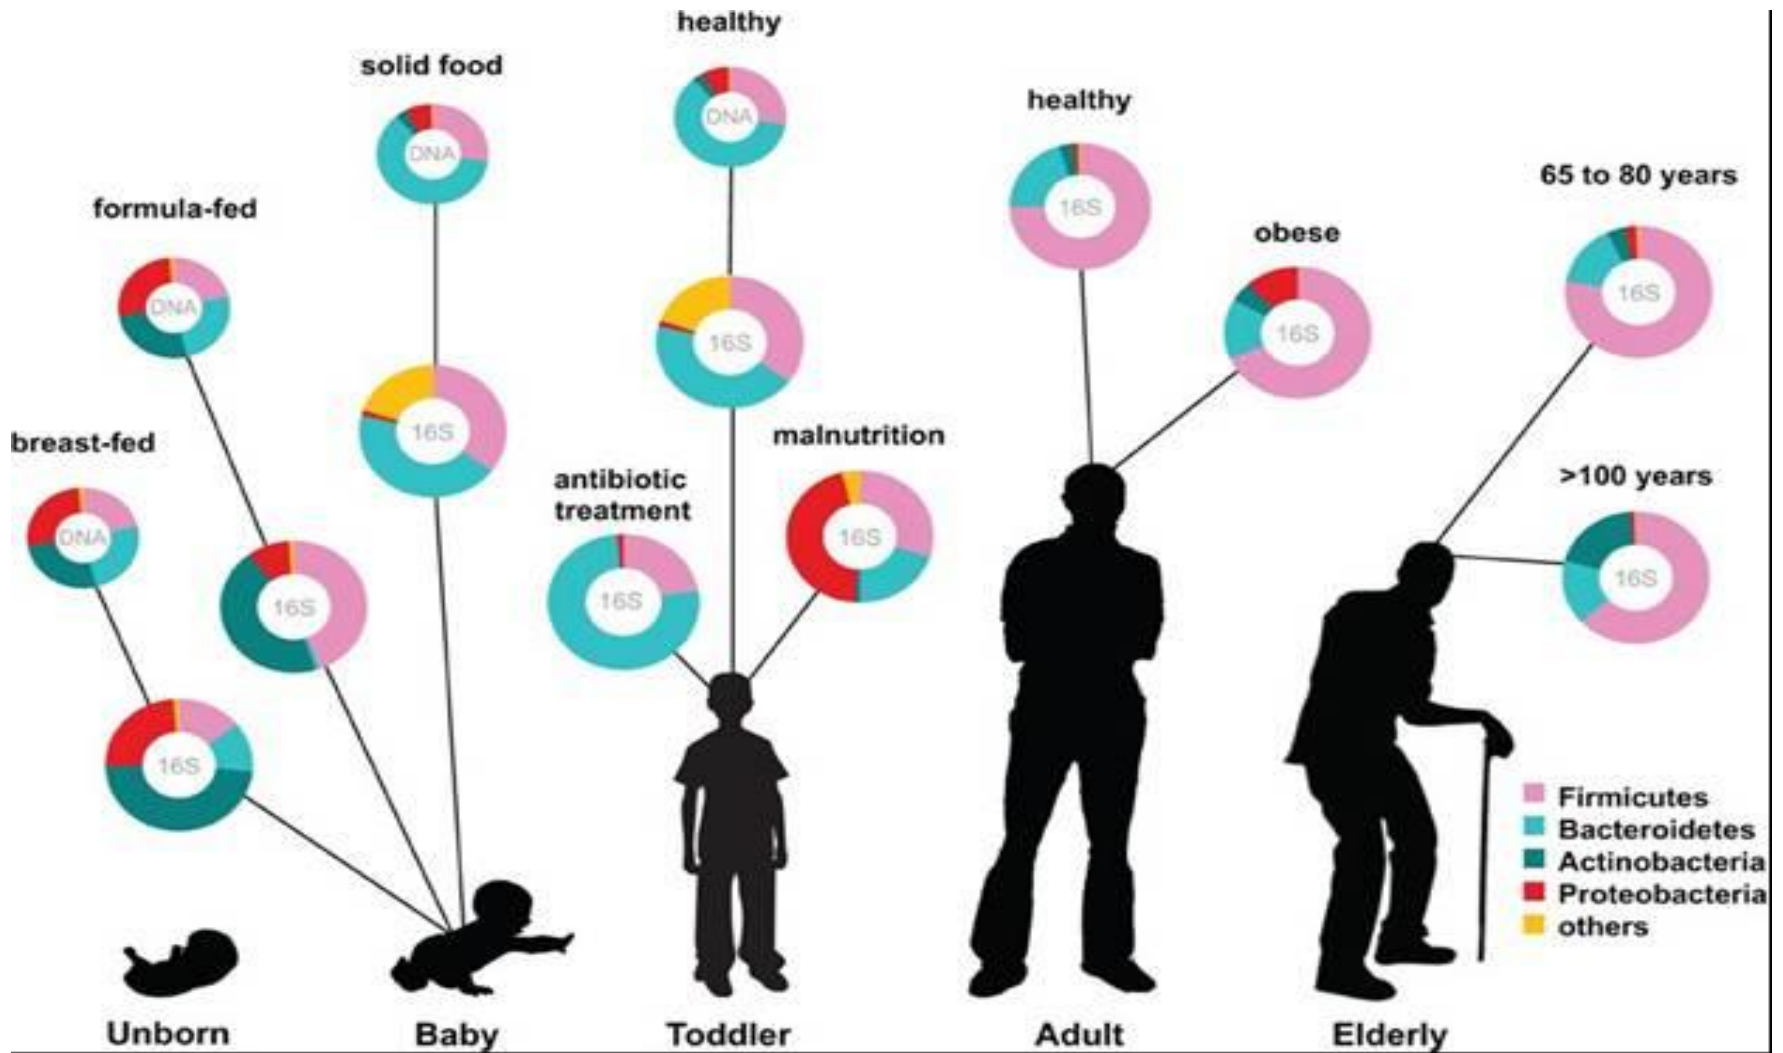 healthy
solid food
DNA
DNA
healthy
formula-fed
65 to 80 years
16S
obese
DNA
16S
16S
16S
breast-fed
16S
malnutrition
antibiotic
treatment
>100 years
DNA
16S
16S
16S
16S
16S
Firmicutes
Bacteroidetes
Actinobacteria
Proteobacteria
others
Unborn
Baby
Toddler
Adult
Elderly